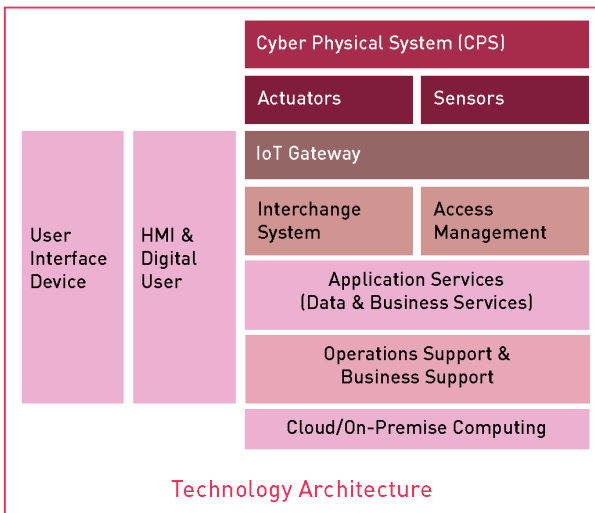 Cyber Physical System (CPS)
Actuators
Sensors
IoT Gateway
User
Interface
Device
HMI &
Digital
User
Interchange
System
Access
Management
Application Services
(Data & Business Services)
Operations Support &
Business Support
Cloud/On-Premise Computing
Technology Architecture